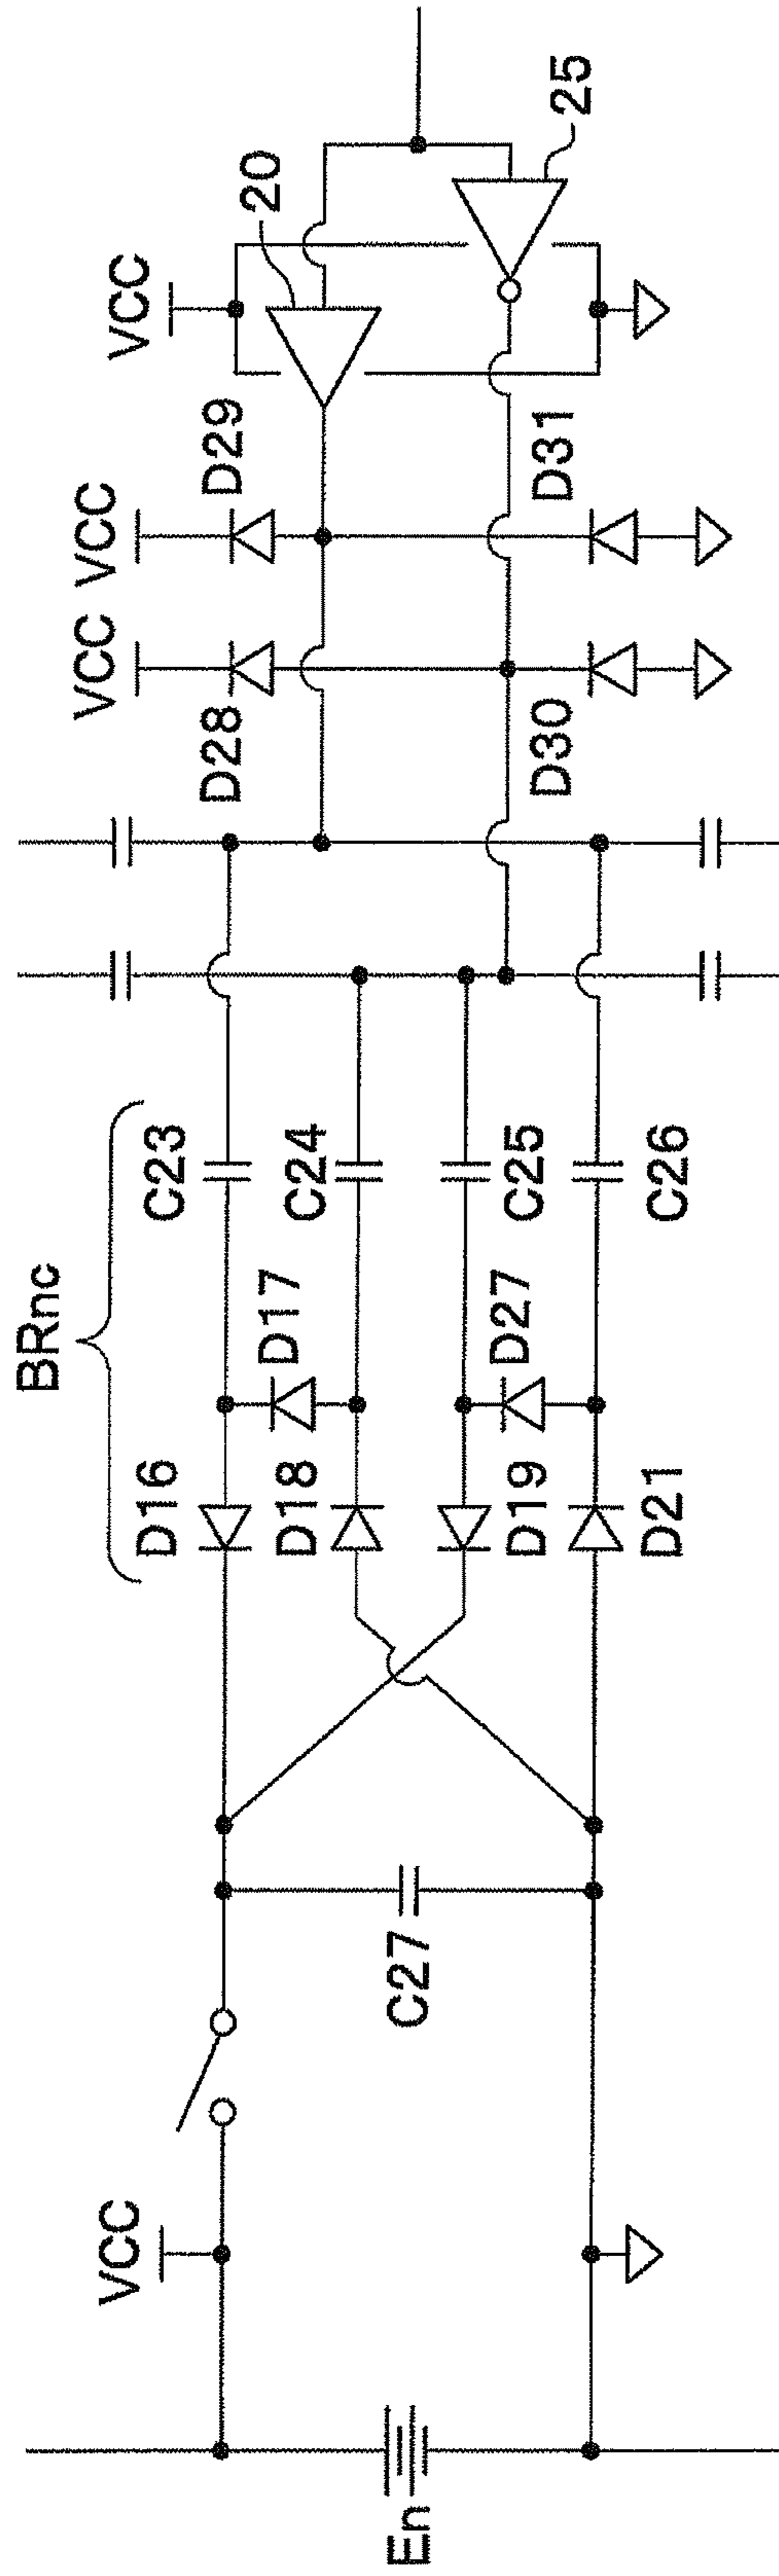 BRnc
VCC
VCC
VCC
VCC
20
25
D28
D29
D30
D31
D16
D17
D18
D19
D27
D21
C23
C24
C25
C26
C27
En